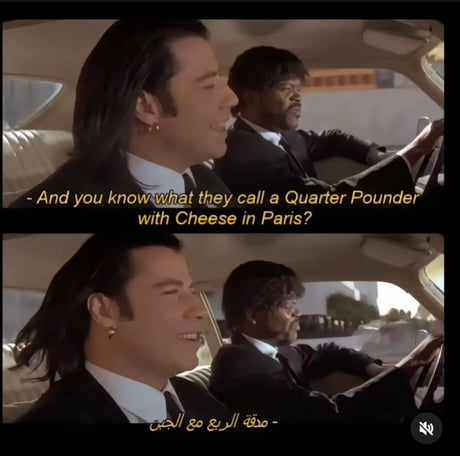 - And you know what they call a Quarter Pounder
with Cheese in Paris?
- مدقة الربع مع الجبن